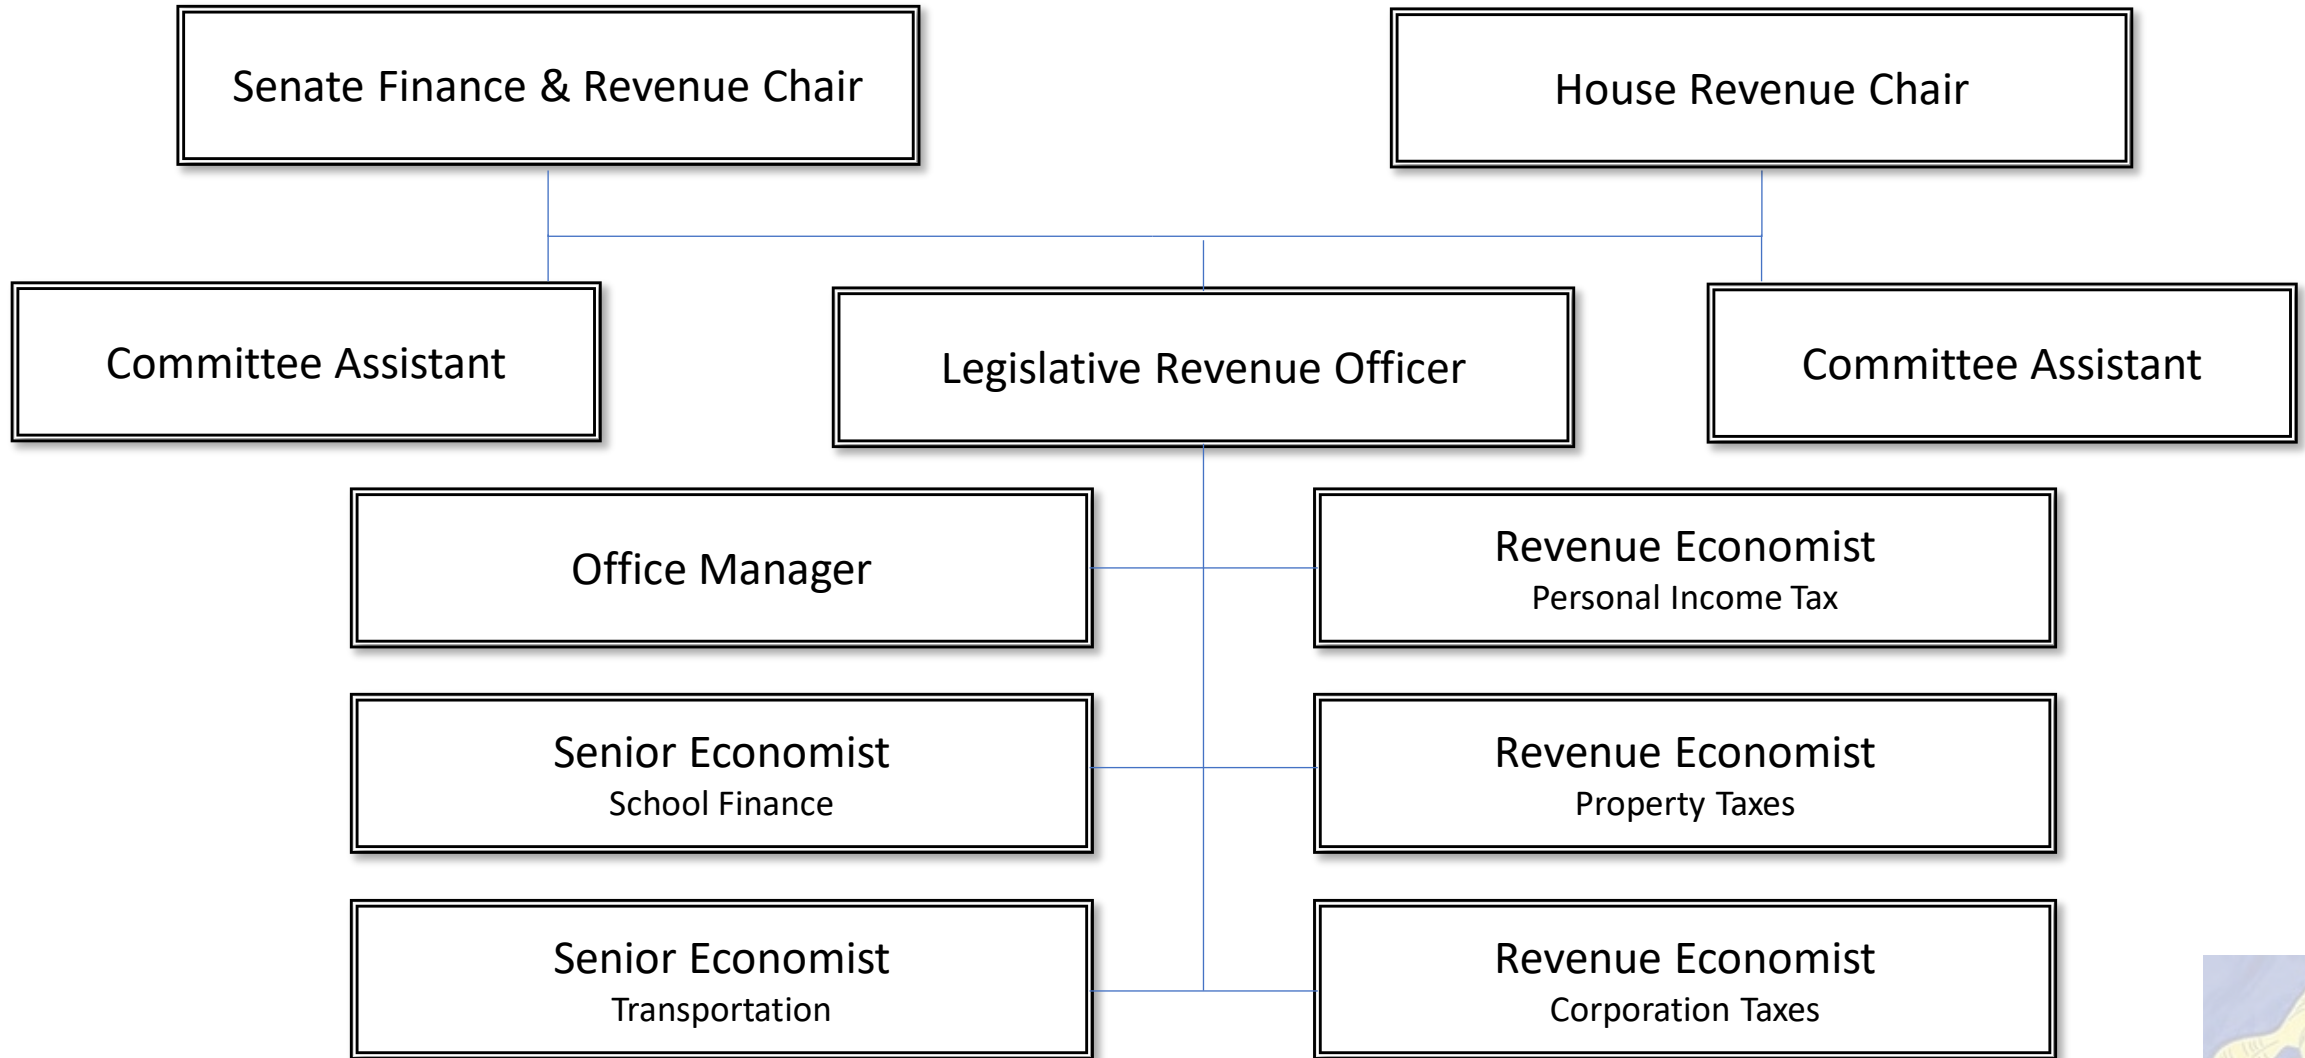 Senate Finance & Revenue Chair
House Revenue Chair
Committee Assistant
Legislative Revenue Officer
Committee Assistant
Office Manager
Revenue Economist
Personal Income Tax
Senior Economist
School Finance
Revenue Economist
Property Taxes
Senior Economist
Transportation
Revenue Economist
Corporation Taxes